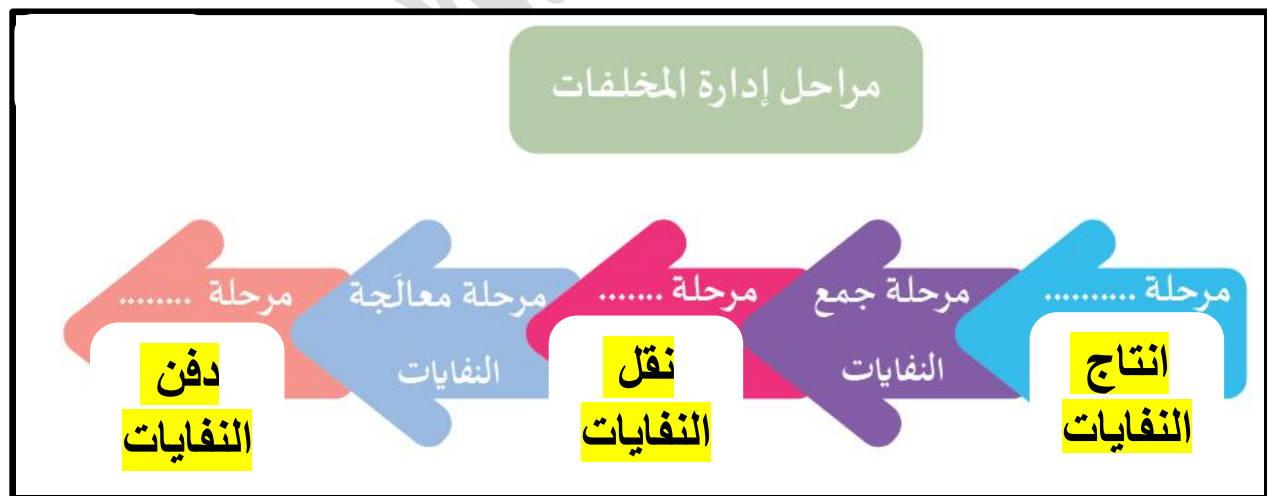 مراحل إدارة المخلفات
مرحلة ..........
انتاج
النفايات
مرحلة جمع
النفايات
مرحلة .......
نقل
النفايات
مرحلة معالَجة
النفايات
مرحلة ........
دفن
النفايات